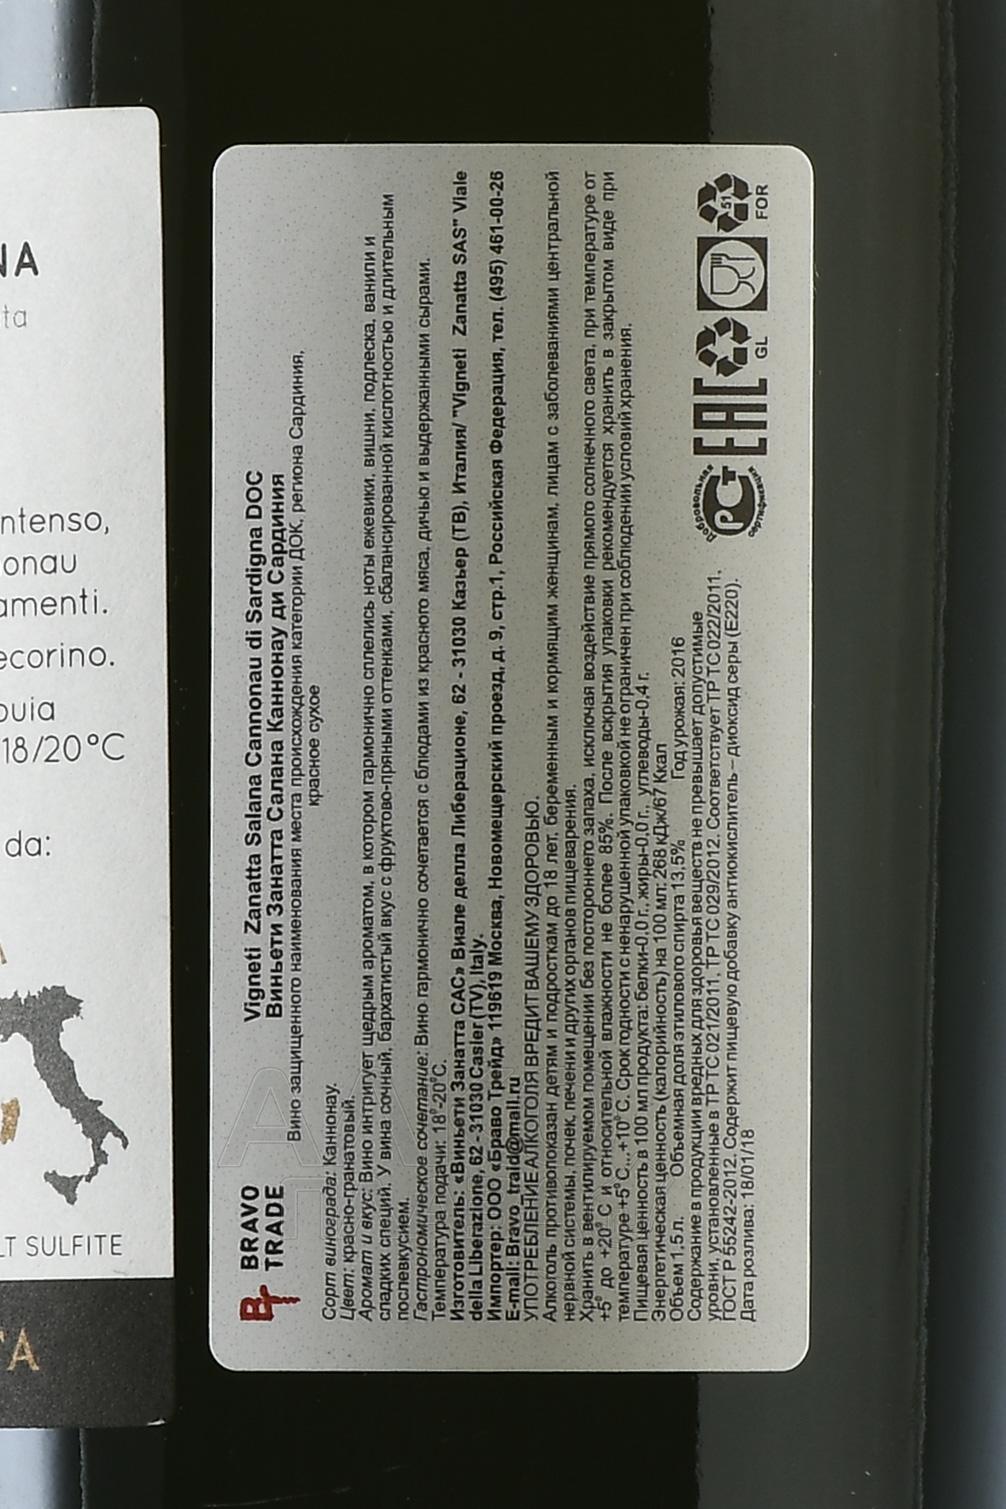 NA
ta
ntenso,
onau
amenti.
ecorino.
ouia
18/20°C
da:
LT SULFITE
TA
BRAVO
TRADE
Vigneti Zanatta Salana Cannonau di Sardigna DOC
Виньети Занатта Салана Каннонау ди Сардиния
Вино защищенного наименования места происхождения категории ДОК, региона Сардиния,
красное сухое
Сорт винограда: Каннонау.
Цвет: красно-гранатовый.
Аромат и вкус: Вино интригует щедрым ароматом, в котором гармонично сплелись ноты ежевики, вишни, подлеска, ванили и
сладких специй. У вина сочный, бархатистый вкус с фруктово-пряными оттенками, сбалансированной кислотностью и длительным
послевкусием.
Гастрономическое сочетание: Вино гармонично сочетается с блюдами из красного мяса, дичью и выдержанными сырами.
Температура подачи: 18°-20°С.
Изготовитель: «Виньети Занатта САС» Виале делла Либерационе, 62 - 31030 Казьер (ТВ), Италия/ "Vigneti Zanatta SAS" Viale
della Liberazione, 62 - 31030 Casier (TV), Italy.
Импортер: ООО «Браво Трейд» 119619 Москва, Новомещерский проезд, д. 9, стр.1, Российская Федерация, тел. (495) 461-00-26
E-mail: Bravo_traid@mail.ru
УПОТРЕБЛЕНИЕ АЛКОГОЛЯ ВРЕДИТ ВАШЕМУ ЗДОРОВЬЮ.
Алкоголь противопоказан детям и подросткам до 18 лет, беременным и кормящим женщинам, лицам с заболеваниями центральной
нервной системы, почек, печени и других органов пищеварения.
Хранить в вентилируемом помещении без постороннего запаха, исключая воздействие прямого солнечного света, при температуре от
+5° до +20° С и относительной влажности не более 85%. После вскрытия упаковки рекомендуется хранить в закрытом виде при
температуре +5°С...+10°С. Срок годности с ненарушенной упаковкой не ограничен при соблюдении условий хранения.
Пищевая ценность в 100 мл продукта: белки-0,0 г., жиры-0,0 г., углеводы-0,4 г.
Энергетическая ценность (калорийность) на 100 мл: 268 кДж/67 Ккал
Объем 1,5 л. Объемная доля этилового спирта 13,5% Год урожая: 2016
Содержание в продукции вредных для здоровья веществ не превышает допустимые
уровни, установленные в ТР ТС 021/2011, ТР ТС 029/2012. Соответствует ТР ТС 022/2011,
ГОСТ Р 55242-2012. Содержит пищевую добавку антиокислитель – диоксид серы (Е220).
Дата розлива: 18/01/18
Добровольная
РСТ
сертификация
EAC
GL
51
FOR